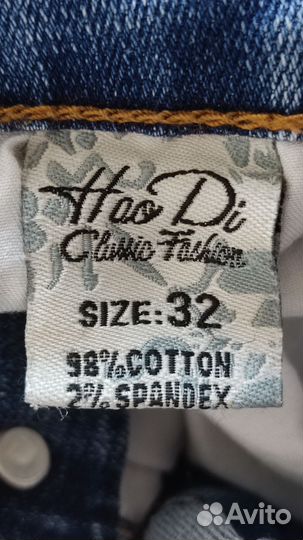 Hao Di
Classic Fashion
SIZE: 32
98% COTTON
2% SPANDEX
Avito